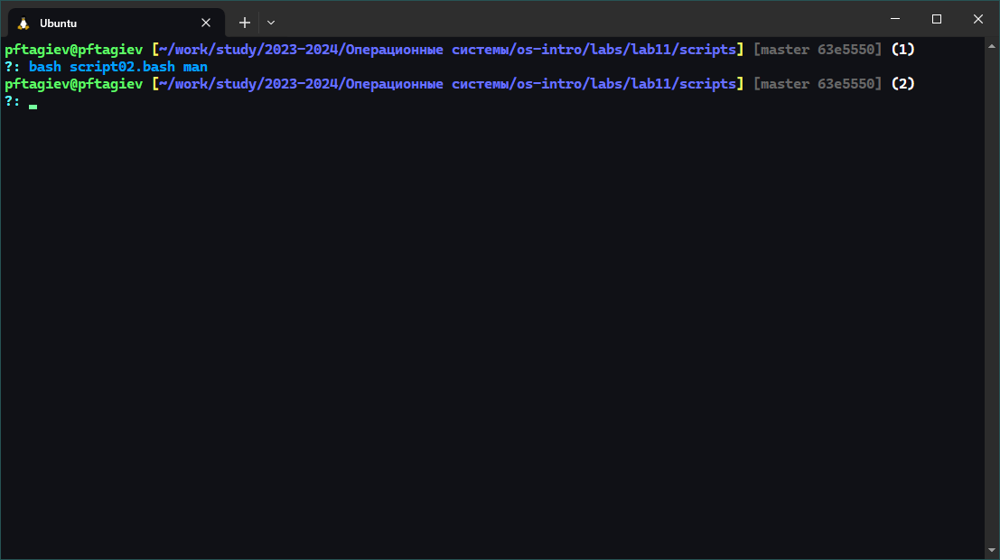 Ubuntu
pftagiev@pftagiev [~/work/study/2023-2024/Операционные системы/os-intro/labs/lab11/scripts] [master 63e5550] (1)
?: bash script02.bash man
pftagiev@pftagiev [~/work/study/2023-2024/Операционные системы/os-intro/labs/lab11/scripts] [master 63e5550] (2)
?: